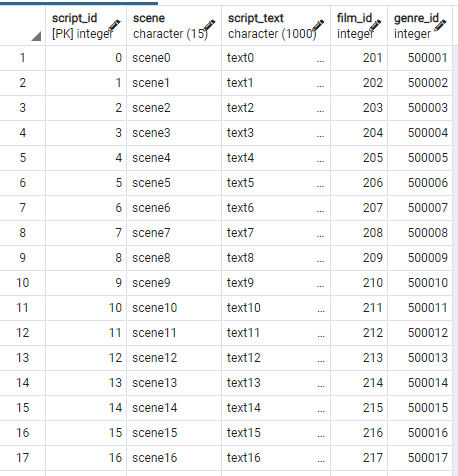 script_id scene script_text film_id genre_id
[PK] integer character (15) character (1000) integer integer
1 0 scene0 text0 ... 201 500001
2 1 scene1 text1 ... 202 500002
3 2 scene2 text2 ... 203 500003
4 3 scene3 text3 ... 204 500004
5 4 scene4 text4 ... 205 500005
6 5 scene5 text5 ... 206 500006
7 6 scene6 text6 ... 207 500007
8 7 scene7 text7 ... 208 500008
9 8 scene8 text8 ... 209 500009
10 9 scene9 text9 ... 210 500010
11 10 scene10 text10 ... 211 500011
12 11 scene11 text11 ... 212 500012
13 12 scene12 text12 ... 213 500013
14 13 scene13 text13 ... 214 500014
15 14 scene14 text14 ... 215 500015
16 15 scene15 text15 ... 216 500016
17 16 scene16 text16 ... 217 500017